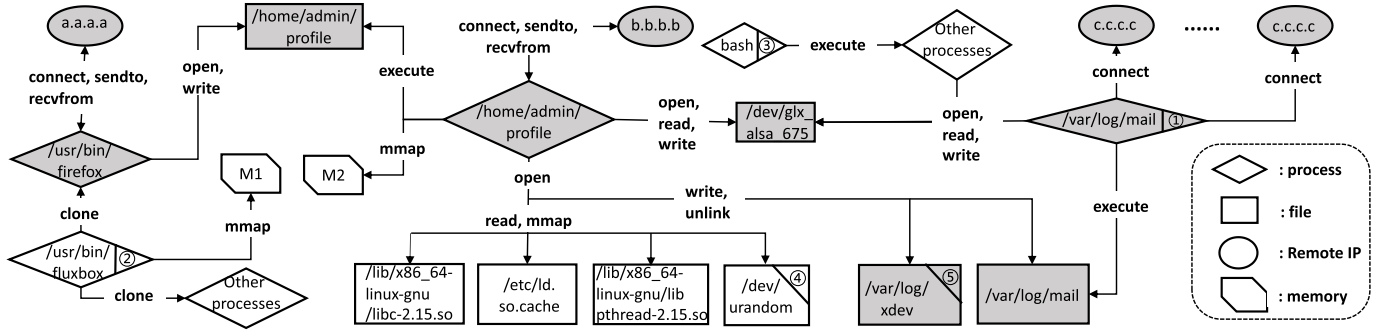 a.a.a.a
connect, sendto,
recvfrom
/usr/bin/
firefox
clone
/usr/bin/
fluxbox
②
clone
Other
processes
mmap
M1
open,
write
/home/admin/
profile
execute
mmap
M2
connect, sendto,
recvfrom
b.b.b.b
/home/admin/
profile
open,
read,
write
/dev/glx_
alsa_675
open
read, mmap
write,
unlink
/lib/x86_64-
linux-gnu
/libc-2.15.so
/etc/ld.
so.cache
/lib/x86_64-
linux-gnu/lib
pthread-2.15.so
/dev/
urandom
④
/var/log/
xdev
⑤
/var/log/mail
bash
③
execute
Other
processes
open,
read,
write
/var/log/mail
①
connect
c.c.c.c
......
c.c.c.c
connect
execute
: process
: file
: Remote IP
: memory